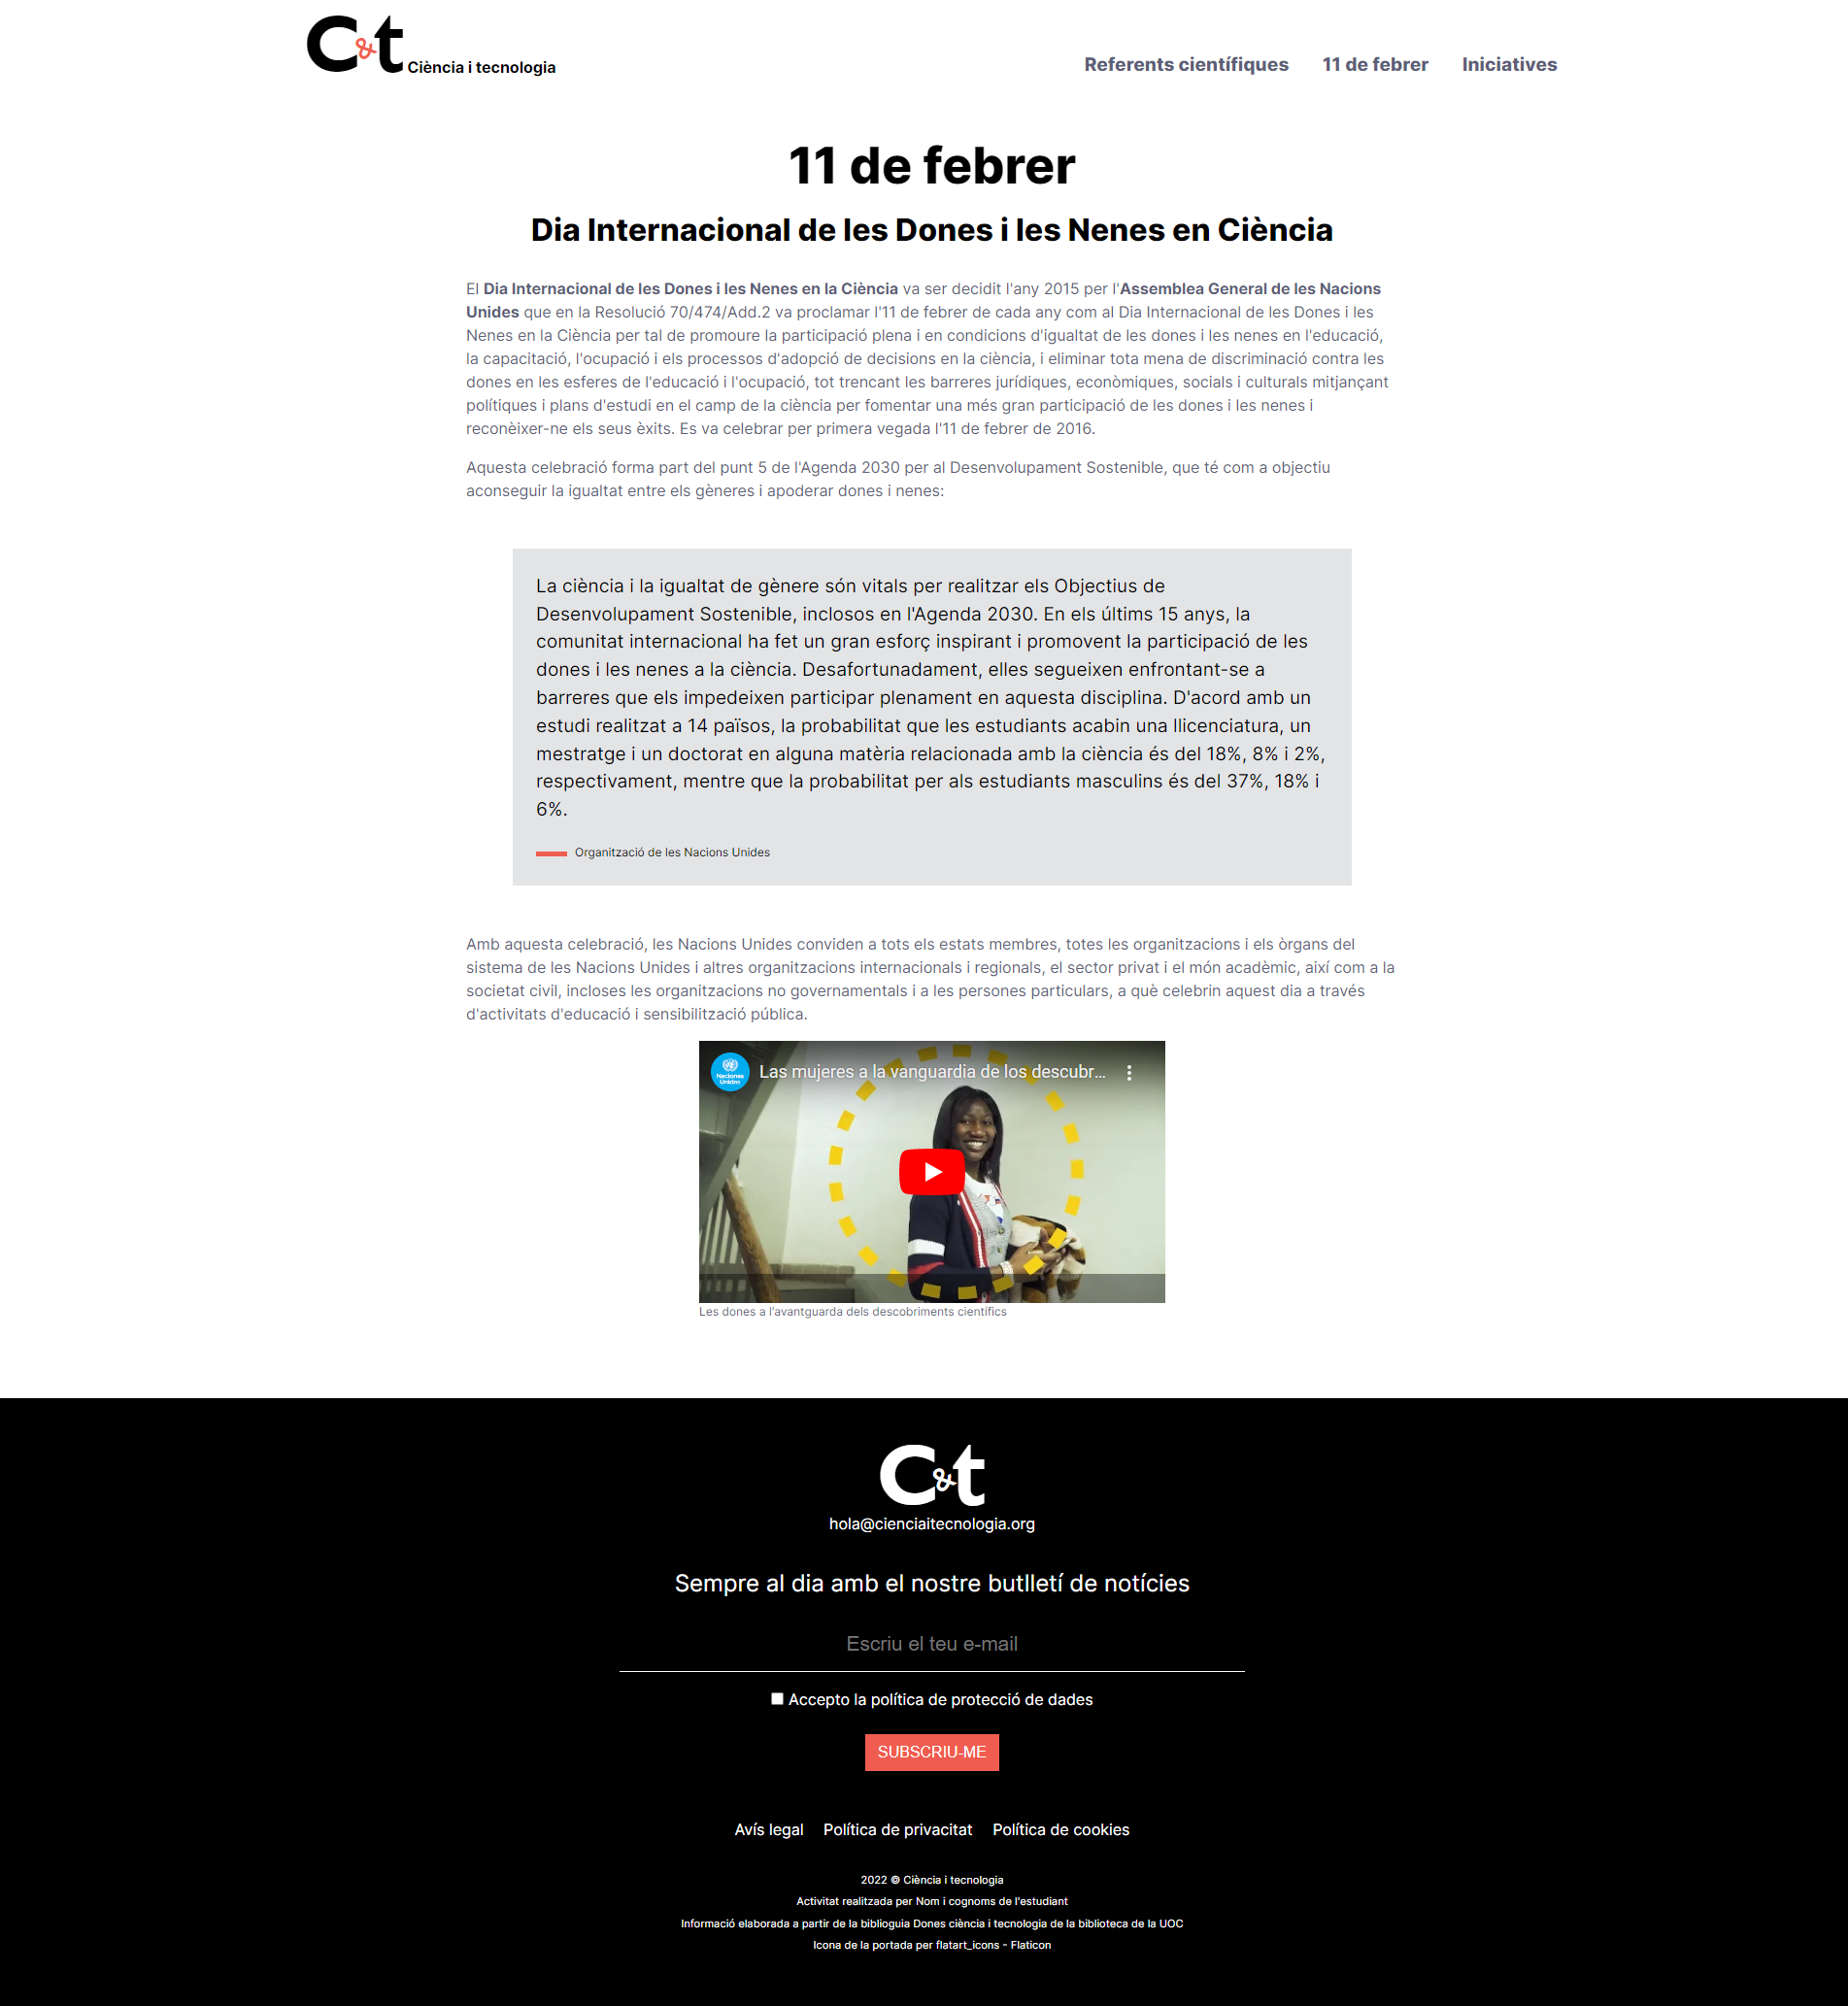 C&t Ciència i tecnologia
Referents científiques 11 de febrer Iniciatives
11 de febrer
Dia Internacional de les Dones i les Nenes en Ciència
El Dia Internacional de les Dones i les Nenes en la Ciència va ser decidit l'any 2015 per l'Assemblea General de les Nacions
Unides que en la Resolució 70/474/Add.2 va proclamar l'11 de febrer de cada any com al Dia Internacional de les Dones i les
Nenes en la Ciència per tal de promoure la participació plena i en condicions d'igualtat de les dones i les nenes en l'educació,
la capacitació, l'ocupació i els processos d'adopció de decisions en la ciència, i eliminar tota mena de discriminació contra les
dones en les esferes de l'educació i l'ocupació, tot trencant les barreres jurídiques, econòmiques, socials i culturals mitjançant
polítiques i plans d'estudi en el camp de la ciència per fomentar una més gran participació de les dones i les nenes i
reconèixer-ne els seus èxits. Es va celebrar per primera vegada l'11 de febrer de 2016.
Aquesta celebració forma part del punt 5 de l'Agenda 2030 per al Desenvolupament Sostenible, que té com a objectiu
aconseguir la igualtat entre els gèneres i apoderar dones i nenes:
La ciència i la igualtat de gènere són vitals per realitzar els Objectius de
Desenvolupament Sostenible, inclosos en l'Agenda 2030. En els últims 15 anys, la
comunitat internacional ha fet un gran esforç inspirant i promovent la participació de les
dones i les nenes a la ciència. Desafortunadament, elles segueixen enfrontant-se a
barreres que els impedeixen participar plenament en aquesta disciplina. D'acord amb un
estudi realitzat a 14 països, la probabilitat que les estudiants acabin una llicenciatura, un
mestratge i un doctorat en alguna matèria relacionada amb la ciència és del 18%, 8% i 2%,
respectivament, mentre que la probabilitat per als estudiants masculins és del 37%, 18% i
6%.
Organització de les Nacions Unides
Amb aquesta celebració, les Nacions Unides conviden a tots els estats membres, totes les organitzacions i els òrgans del
sistema de les Nacions Unides i altres organitzacions internacionals i regionals, el sector privat i el món acadèmic, així com a la
societat civil, incloses les organitzacions no governamentals i a les persones particulars, a què celebrin aquest dia a través
d'activitats d'educació i sensibilització pública.
Naciones
Unidas
Las mujeres a la vanguardia de los descubr...
Les dones a l'avantguarda dels descobriments científics
C&t
hola@cienciaitecnologia.org
Sempre al dia amb el nostre butlletí de notícies
Escriu el teu e-mail
Accepto la política de protecció de dades
SUBSCRIU-ME
Avís legal Política de privacitat Política de cookies
2022 © Ciència i tecnologia
Activitat realitzada per Nom i cognoms de l'estudiant
Informació elaborada a partir de la biblioguia Dones ciència i tecnologia de la biblioteca de la UOC
Icona de la portada per flatart_icons - Flaticon